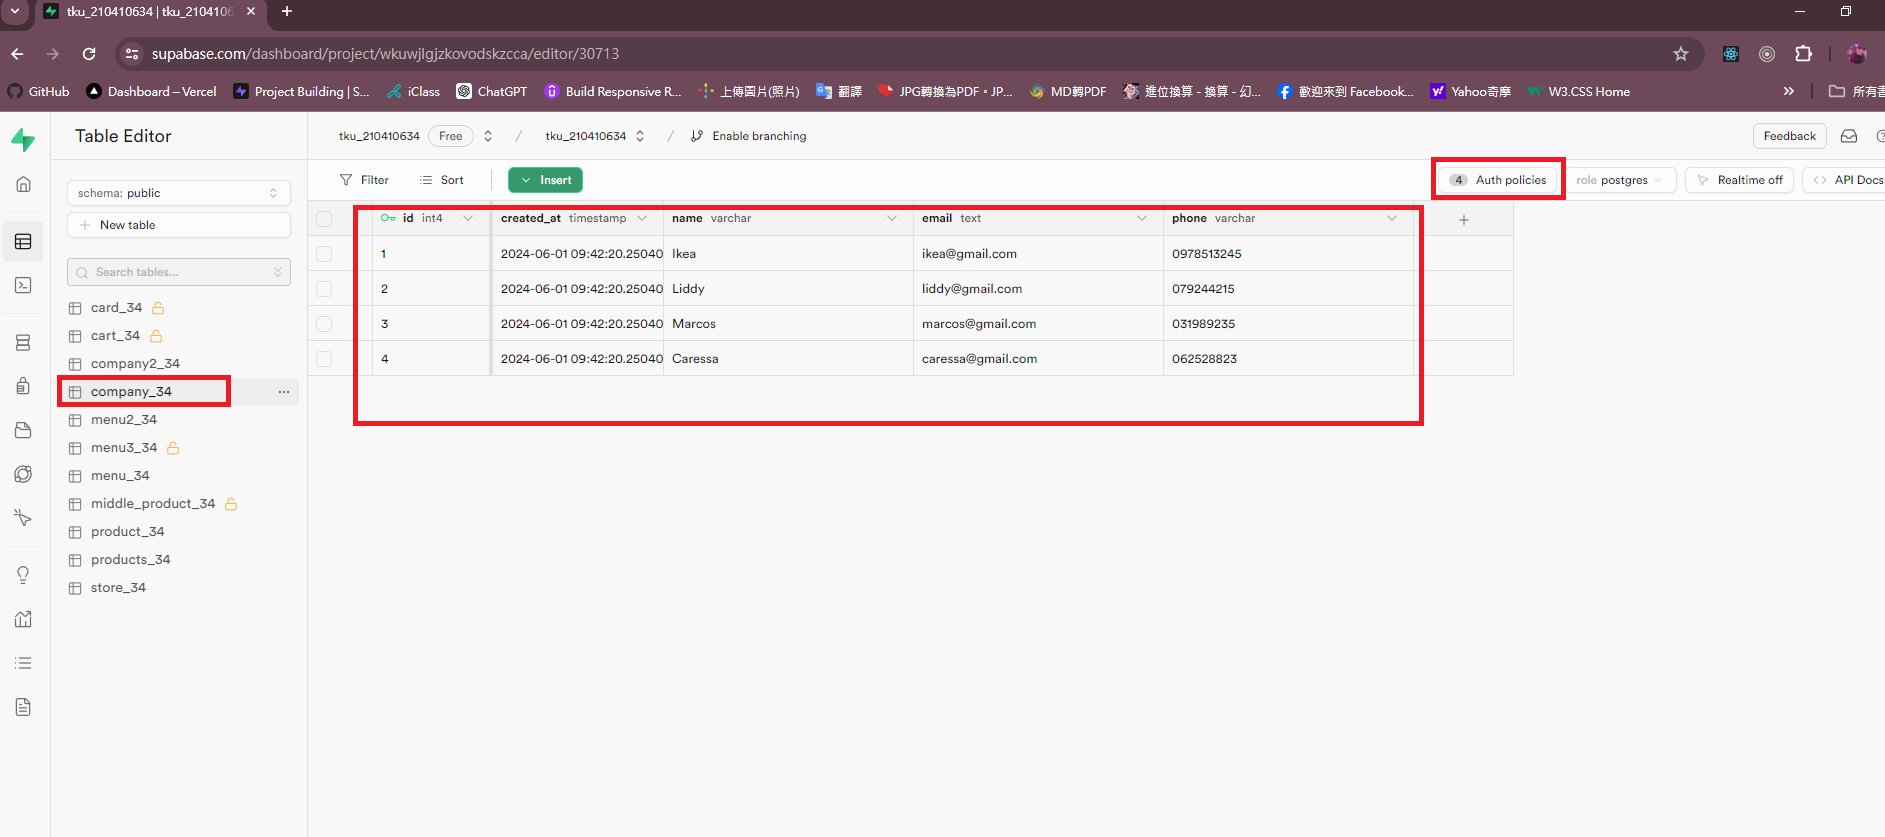 tku_210410634 | tku_21041063
supabase.com/dashboard/project/wkuwjlgjzkovodskzcca/editor/30713
GitHub Dashboard – Vercel Project Building | S... iClass ChatGPT Build Responsive R... 上傳圖片(照片) 翻譯 JPG轉換為PDF。JP... MD轉PDF 進位換算 - 換算 - 幻... 歡迎來到 Facebook... Yahoo奇摩 W3.CSS Home » 所有書
Table Editor tku_210410634 Free / tku_210410634 / Enable branching Feedback
schema: public Filter Sort Insert 4 Auth policies role postgres Realtime off API Docs
New table
id int4 created_at timestamp name varchar email text phone varchar
1 2024-06-01 09:42:20.25040 Ikea ikea@gmail.com 0978513245
2 2024-06-01 09:42:20.25040 Liddy liddy@gmail.com 079244215
3 2024-06-01 09:42:20.25040 Marcos marcos@gmail.com 031989235
4 2024-06-01 09:42:20.25040 Caressa caressa@gmail.com 062528823
Search tables...
card_34
cart_34
company2_34
company_34
menu2_34
menu3_34
menu_34
middle_product_34
product_34
products_34
store_34